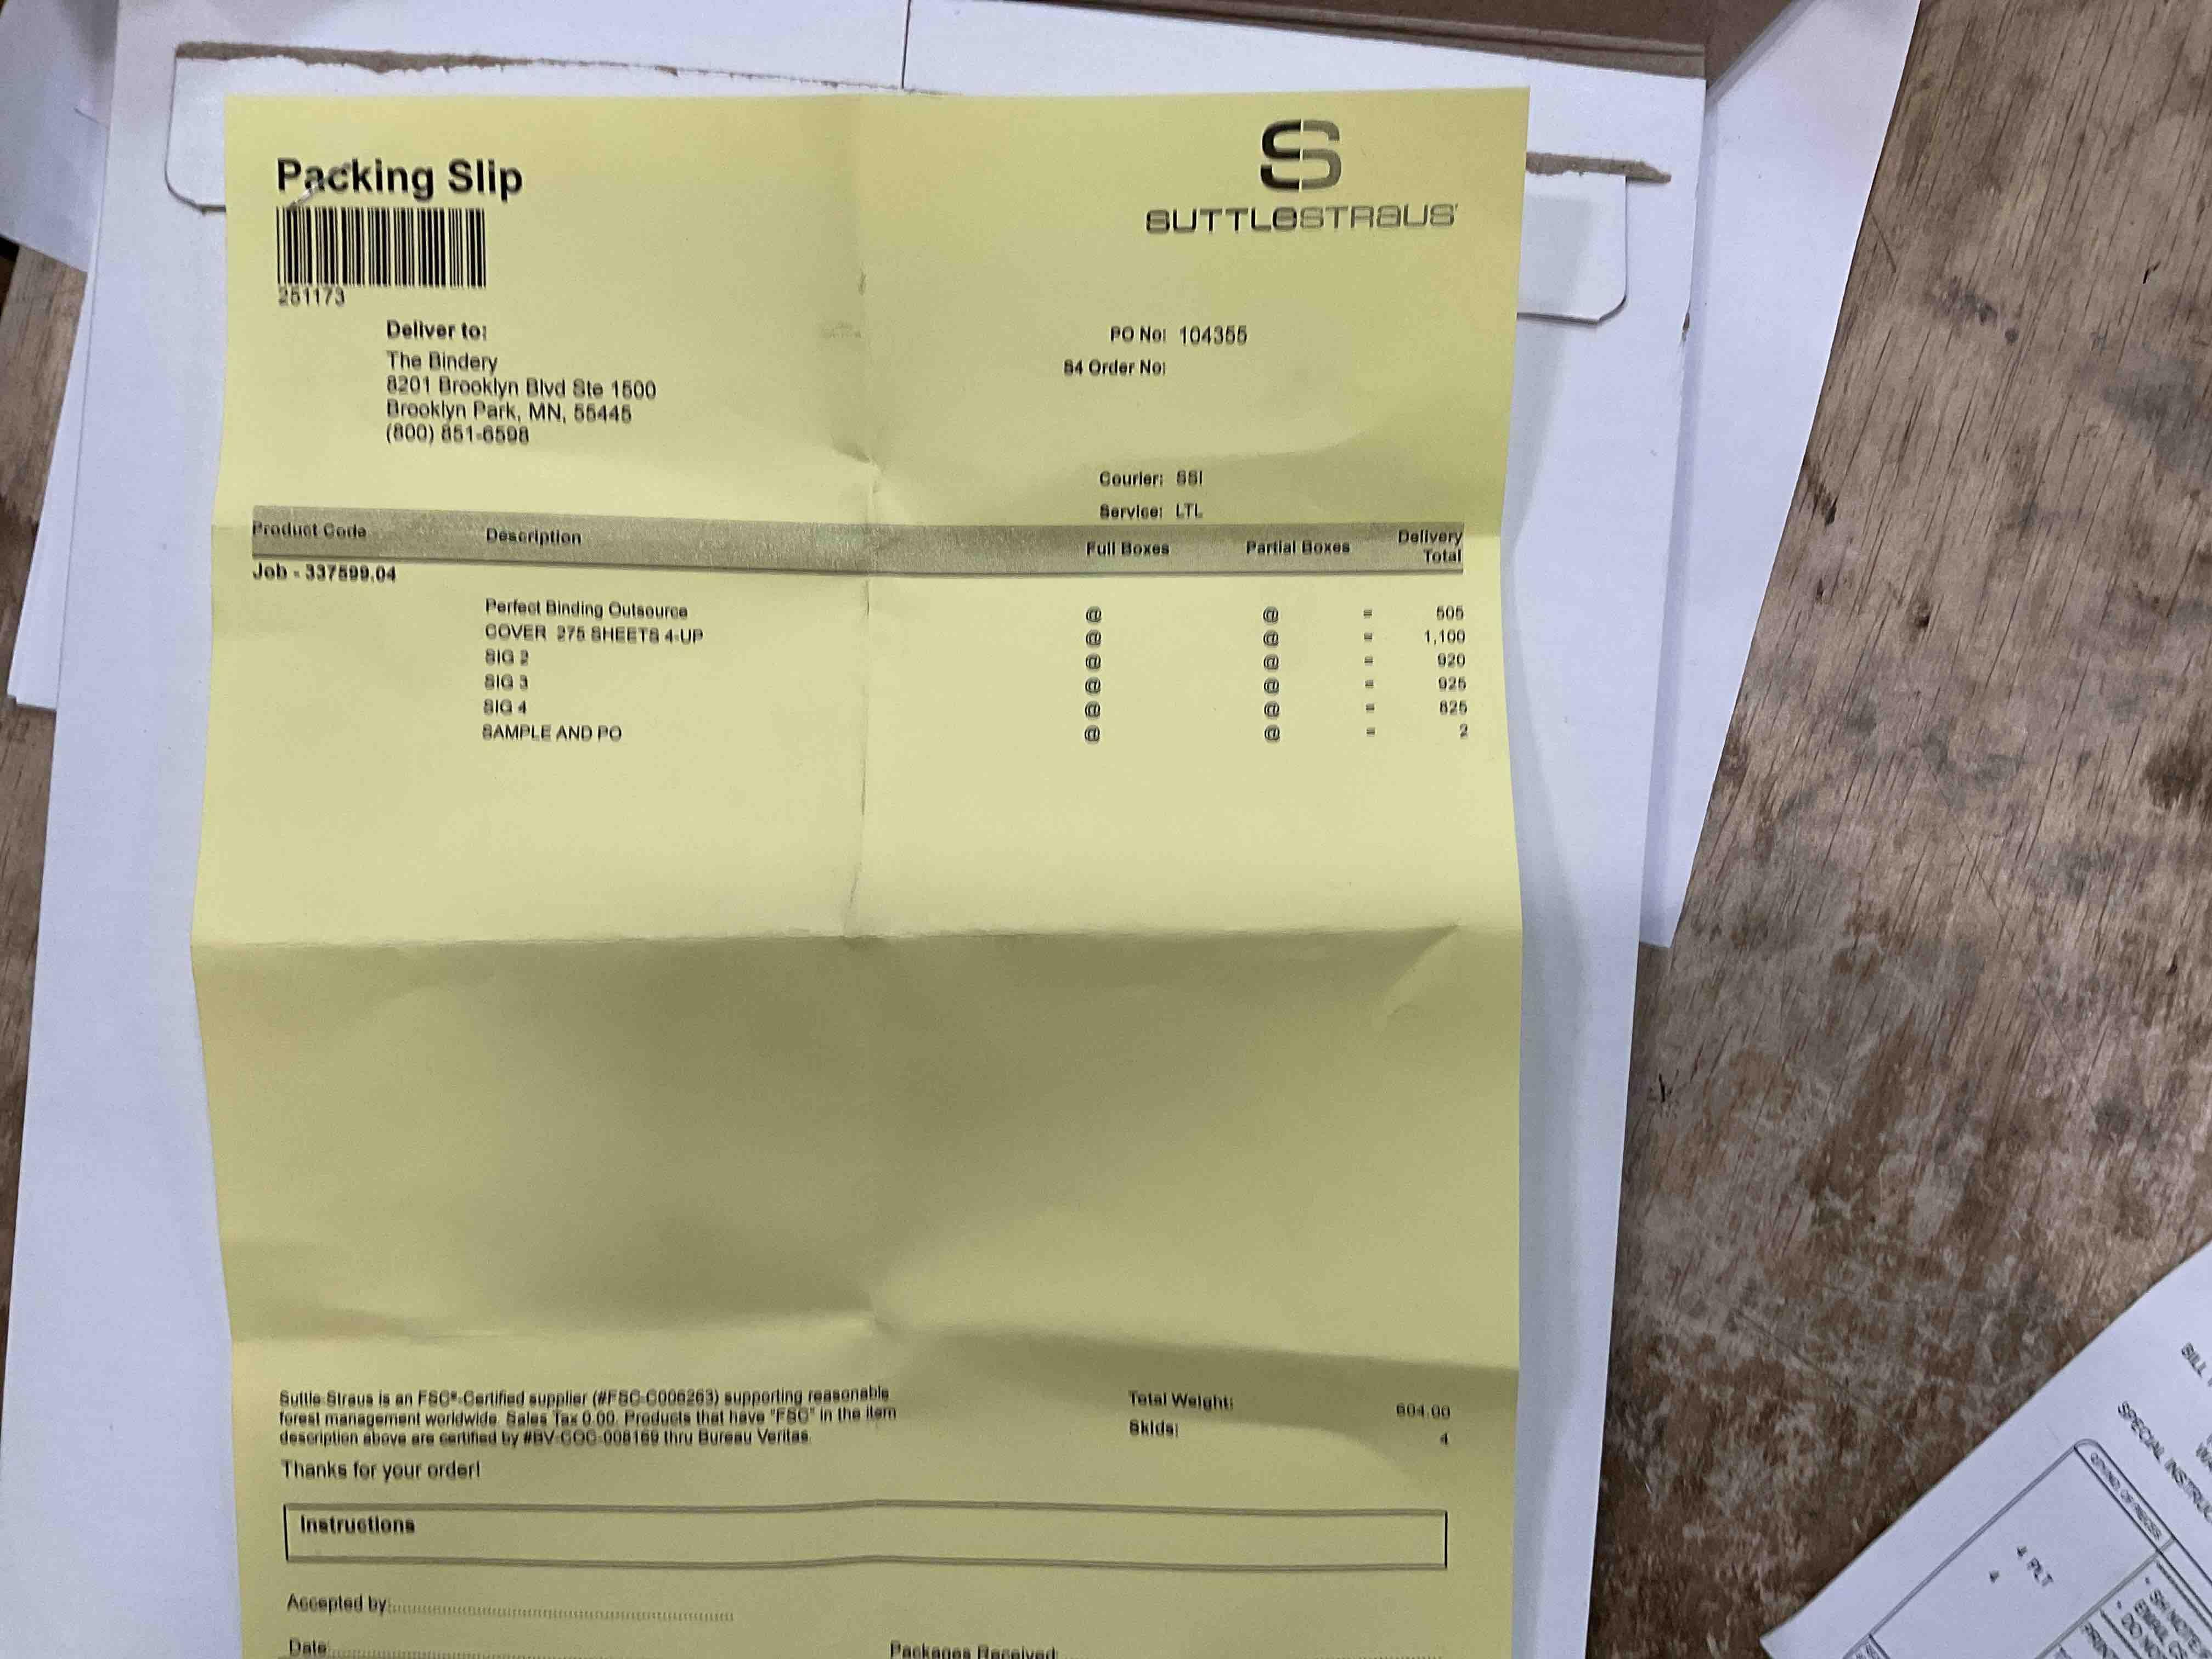 Packing Slip
SUTTLESTRAUS
251173
Deliver to:
The Bindery
8201 Brooklyn Blvd Ste 1500
Brooklyn Park, MN, 55445
(800) 851-6598
PO No: 104355
S4 Order No:
Courier: SSI
Service: LTL
Product Code Description Full Boxes Partial Boxes Delivery Total
Job - 337599.04
Perfect Binding Outsource @ @ = 505
COVER 275 SHEETS 4-UP @ @ = 1,100
SIG 2 @ @ = 920
SIG 3 @ @ = 925
SIG 4 @ @ = 825
SAMPLE AND PO @ @ = 2
Suttle-Straus is an FSC®-Certified supplier (#FSC-C006263) supporting reasonable
forest management worldwide. Sales Tax 0.00. Products that have "FSC" in the item
description above are certified by #BV-COC-008169 thru Bureau Veritas.
Total Weight: 604.00
Skids: 4
Thanks for your order!
Instructions
Accepted by:
Date:
Packages Received:
BILL
SPECIAL INSTRUC
4 PLT
4